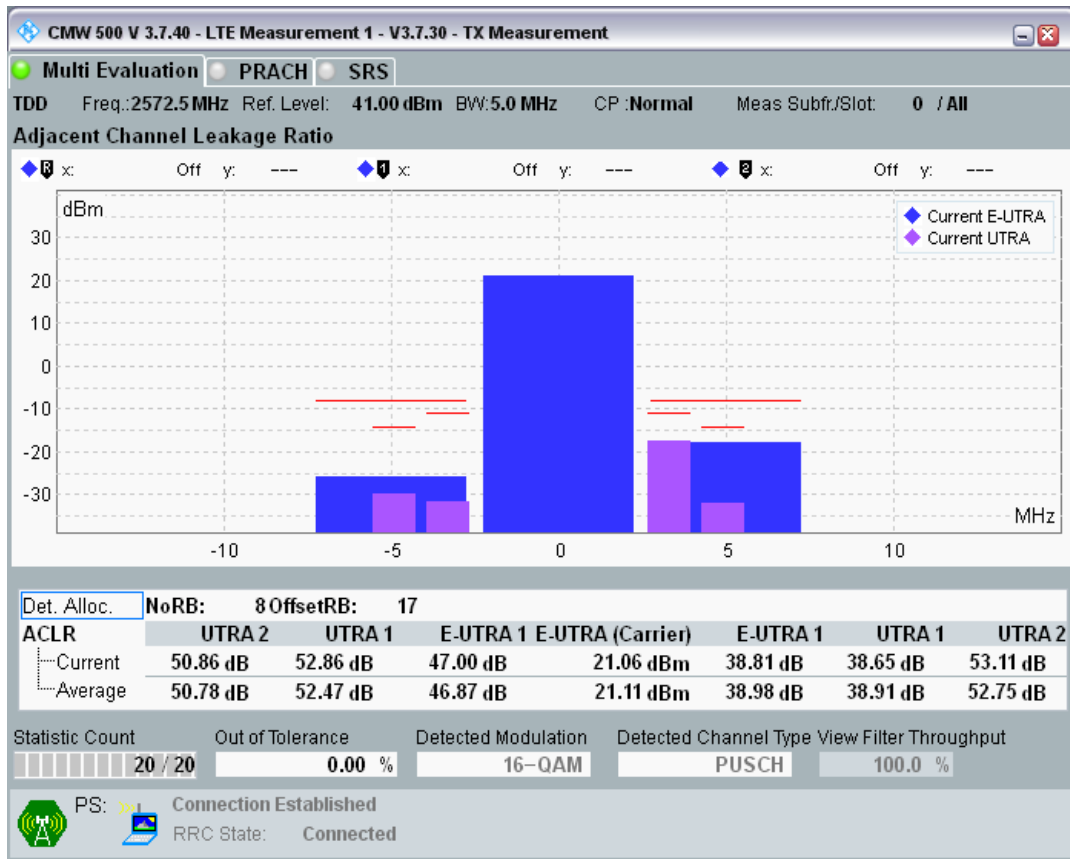 CMW 500 V 3.7.40 - LTE Measurement 1 - V3.7.30 - TX Measurement
Multi Evaluation PRACH SRS
TDD Freq.:2572.5 MHz Ref. Level: 41.00 dBm BW:5.0 MHz CP :Normal Meas Subfr./Slot: 0 / All
Adjacent Channel Leakage Ratio
R x: Off y: --- 1 x: Off y: --- 2 x: Off y: ---
dBm
Current E-UTRA
Current UTRA
30
20
10
0
-10
-20
-30
MHz
-10 -5 0 5 10
Det. Alloc. NoRB: 8 OffsetRB: 17
ACLR UTRA 2 UTRA 1 E-UTRA 1 E-UTRA (Carrier) E-UTRA 1 UTRA 1 UTRA 2
Current 50.86 dB 52.86 dB 47.00 dB 21.06 dBm 38.81 dB 38.65 dB 53.11 dB
Average 50.78 dB 52.47 dB 46.87 dB 21.11 dBm 38.98 dB 38.91 dB 52.75 dB
Statistic Count Out of Tolerance Detected Modulation Detected Channel Type View Filter Throughput
20 / 20 0.00 % 16-QAM PUSCH 100.0 %
PS: Connection Established
RRC State: Connected